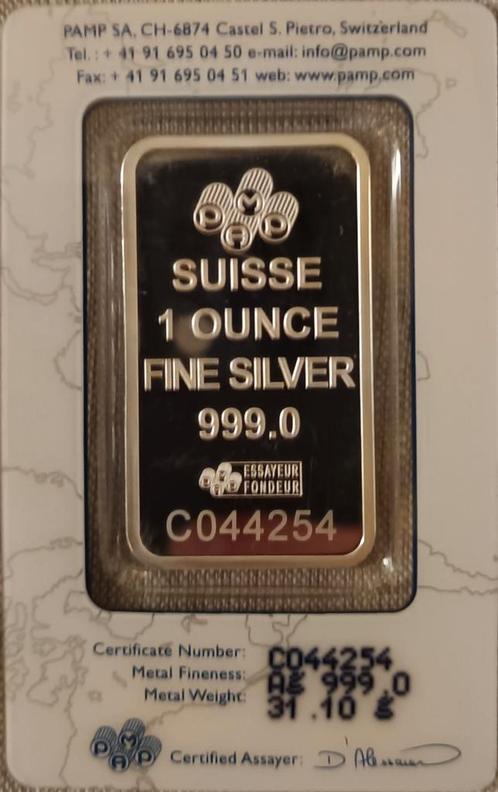 PAMP SA, CH-6874 Castel S. Pietro, Switzerland
Tel. : + 41 91 695 04 50 e-mail: info@pamp.com
Fax: + 41 91 695 04 51 web: www.pamp.com
PAMP
SUISSE
1 OUNCE
FINE SILVER
999.0
PAMP ESSAYEUR
FONDEUR
C044254
Certificate Number: C044254
Metal Fineness: Ag 999.0
Metal Weight: 31.10 g
PAMP Certified Assayer: